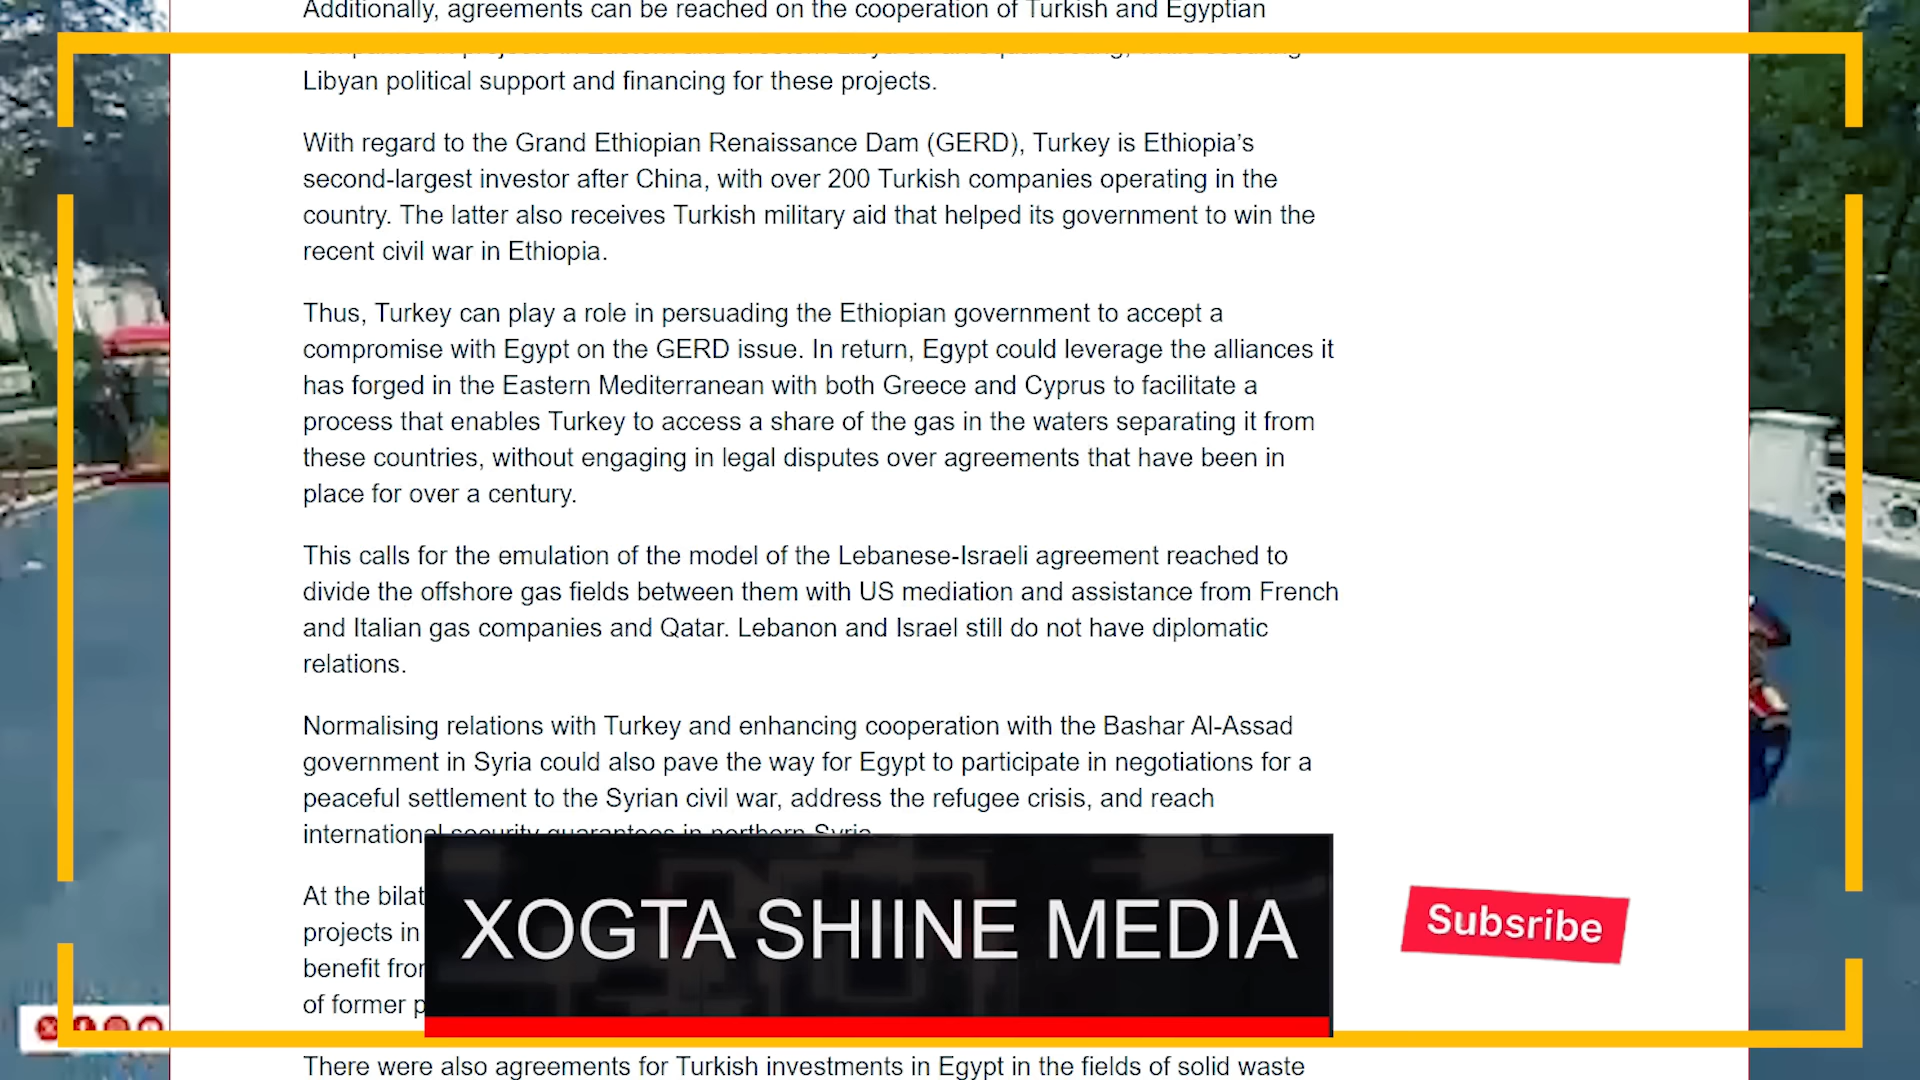 Additionally, agreements can be reached on the cooperation of Turkish and Egyptian
Libyan political support and financing for these projects.
With regard to the Grand Ethiopian Renaissance Dam (GERD), Turkey is Ethiopia’s
second-largest investor after China, with over 200 Turkish companies operating in the
country. The latter also receives Turkish military aid that helped its government to win the
recent civil war in Ethiopia.
Thus, Turkey can play a role in persuading the Ethiopian government to accept a
compromise with Egypt on the GERD issue. In return, Egypt could leverage the alliances it
has forged in the Eastern Mediterranean with both Greece and Cyprus to facilitate a
process that enables Turkey to access a share of the gas in the waters separating it from
these countries, without engaging in legal disputes over agreements that have been in
place for over a century.
This calls for the emulation of the model of the Lebanese-Israeli agreement reached to
divide the offshore gas fields between them with US mediation and assistance from French
and Italian gas companies and Qatar. Lebanon and Israel still do not have diplomatic
relations.
Normalising relations with Turkey and enhancing cooperation with the Bashar Al-Assad
government in Syria could also pave the way for Egypt to participate in negotiations for a
peaceful settlement to the Syrian civil war, address the refugee crisis, and reach
international security guarantees in northern Syria.
At the bilat
projects in
benefit from
of former p
XOGTA SHIINE MEDIA
Subsribe
There were also agreements for Turkish investments in Egypt in the fields of solid waste